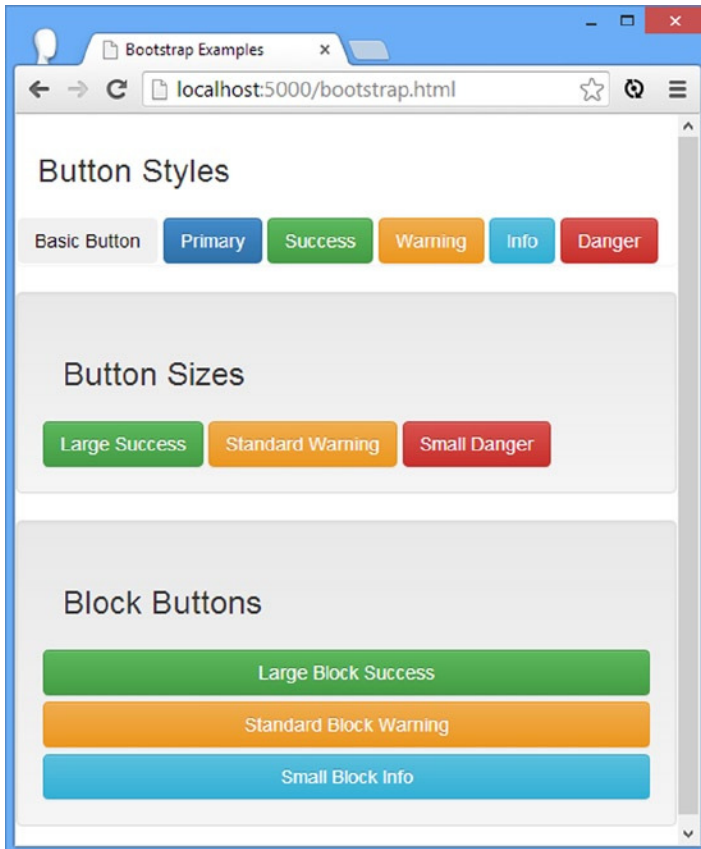 Bootstrap Examples
localhost:5000/bootstrap.html
Button Styles
Basic Button Primary Success Warning Info Danger
Button Sizes
Large Success Standard Warning Small Danger
Block Buttons
Large Block Success
Standard Block Warning
Small Block Info